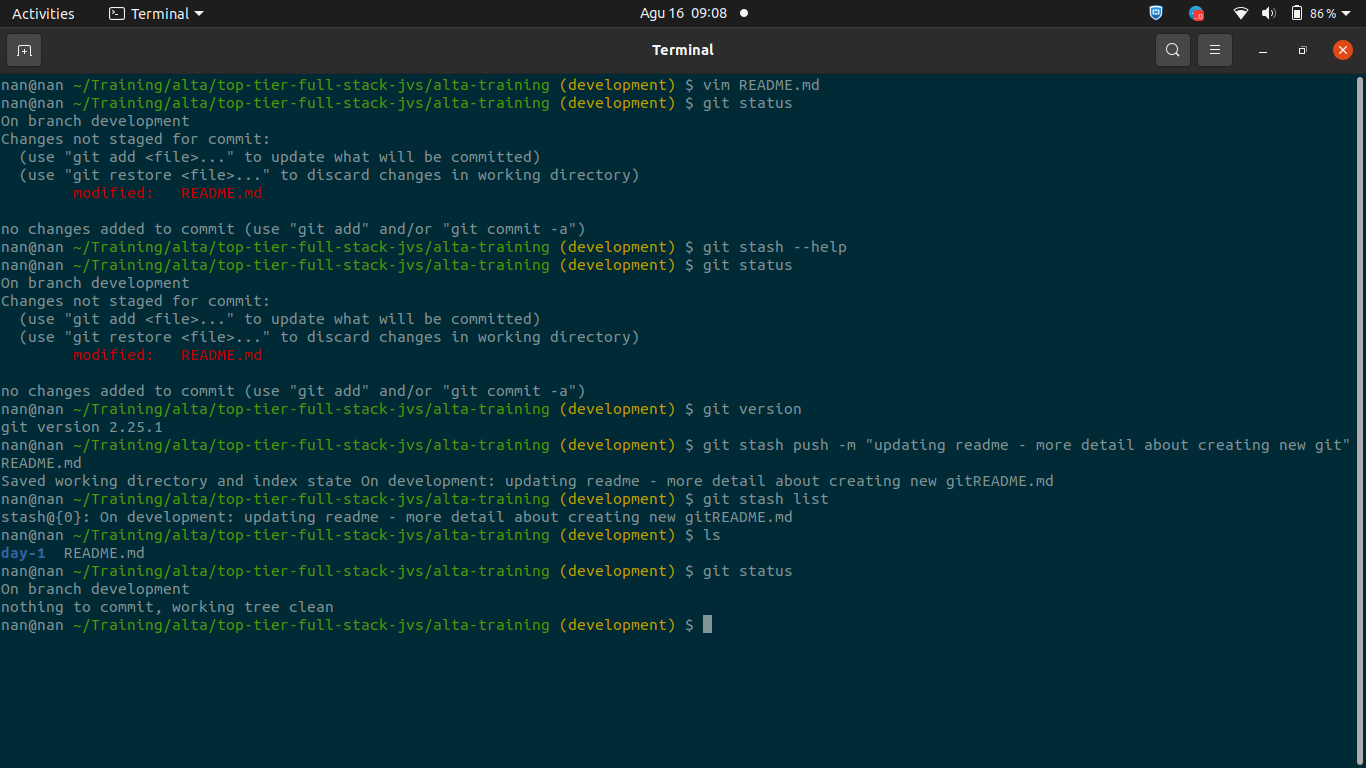 Activities Terminal Agu 16 09:08 86 %
Terminal
nan@nan ~/Training/alta/top-tier-full-stack-jvs/alta-training (development) $ vim README.md
nan@nan ~/Training/alta/top-tier-full-stack-jvs/alta-training (development) $ git status
On branch development
Changes not staged for commit:
  (use "git add <file>..." to update what will be committed)
  (use "git restore <file>..." to discard changes in working directory)
        modified:   README.md

no changes added to commit (use "git add" and/or "git commit -a")
nan@nan ~/Training/alta/top-tier-full-stack-jvs/alta-training (development) $ git stash --help
nan@nan ~/Training/alta/top-tier-full-stack-jvs/alta-training (development) $ git status
On branch development
Changes not staged for commit:
  (use "git add <file>..." to update what will be committed)
  (use "git restore <file>..." to discard changes in working directory)
        modified:   README.md

no changes added to commit (use "git add" and/or "git commit -a")
nan@nan ~/Training/alta/top-tier-full-stack-jvs/alta-training (development) $ git version
git version 2.25.1
nan@nan ~/Training/alta/top-tier-full-stack-jvs/alta-training (development) $ git stash push -m "updating readme - more detail about creating new git"
README.md
Saved working directory and index state On development: updating readme - more detail about creating new gitREADME.md
nan@nan ~/Training/alta/top-tier-full-stack-jvs/alta-training (development) $ git stash list
stash@{0}: On development: updating readme - more detail about creating new gitREADME.md
nan@nan ~/Training/alta/top-tier-full-stack-jvs/alta-training (development) $ ls
day-1  README.md
nan@nan ~/Training/alta/top-tier-full-stack-jvs/alta-training (development) $ git status
On branch development
nothing to commit, working tree clean
nan@nan ~/Training/alta/top-tier-full-stack-jvs/alta-training (development) $